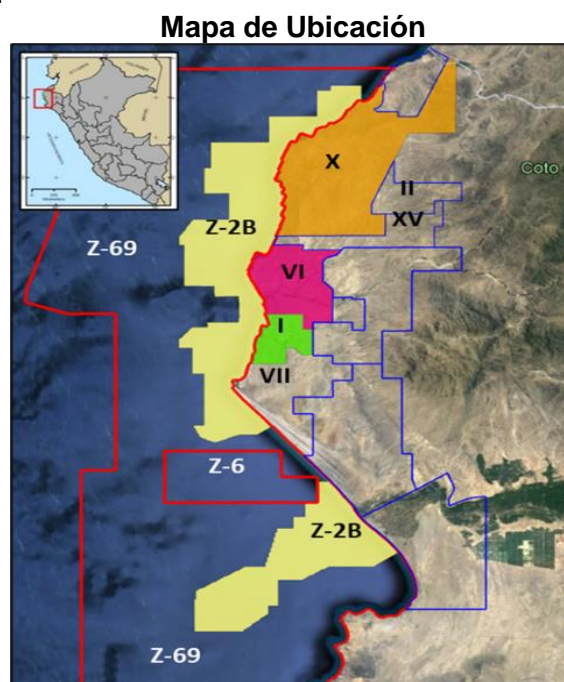 Mapa de Ubicación
X
Coto
II
Z-2B
XV
Z-69
VI
I
VII
Z-6
Z-2B
Z-69